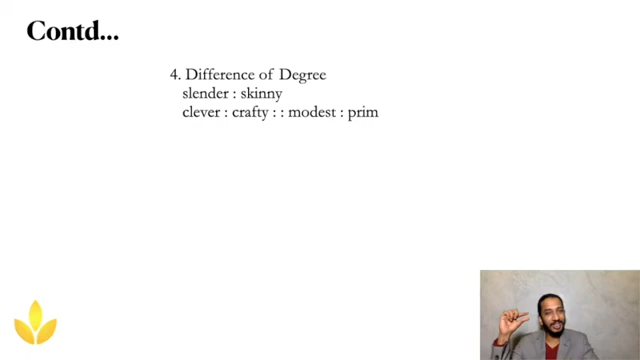 Contd...
4. Difference of Degree
slender : skinny
clever : crafty : : modest : prim